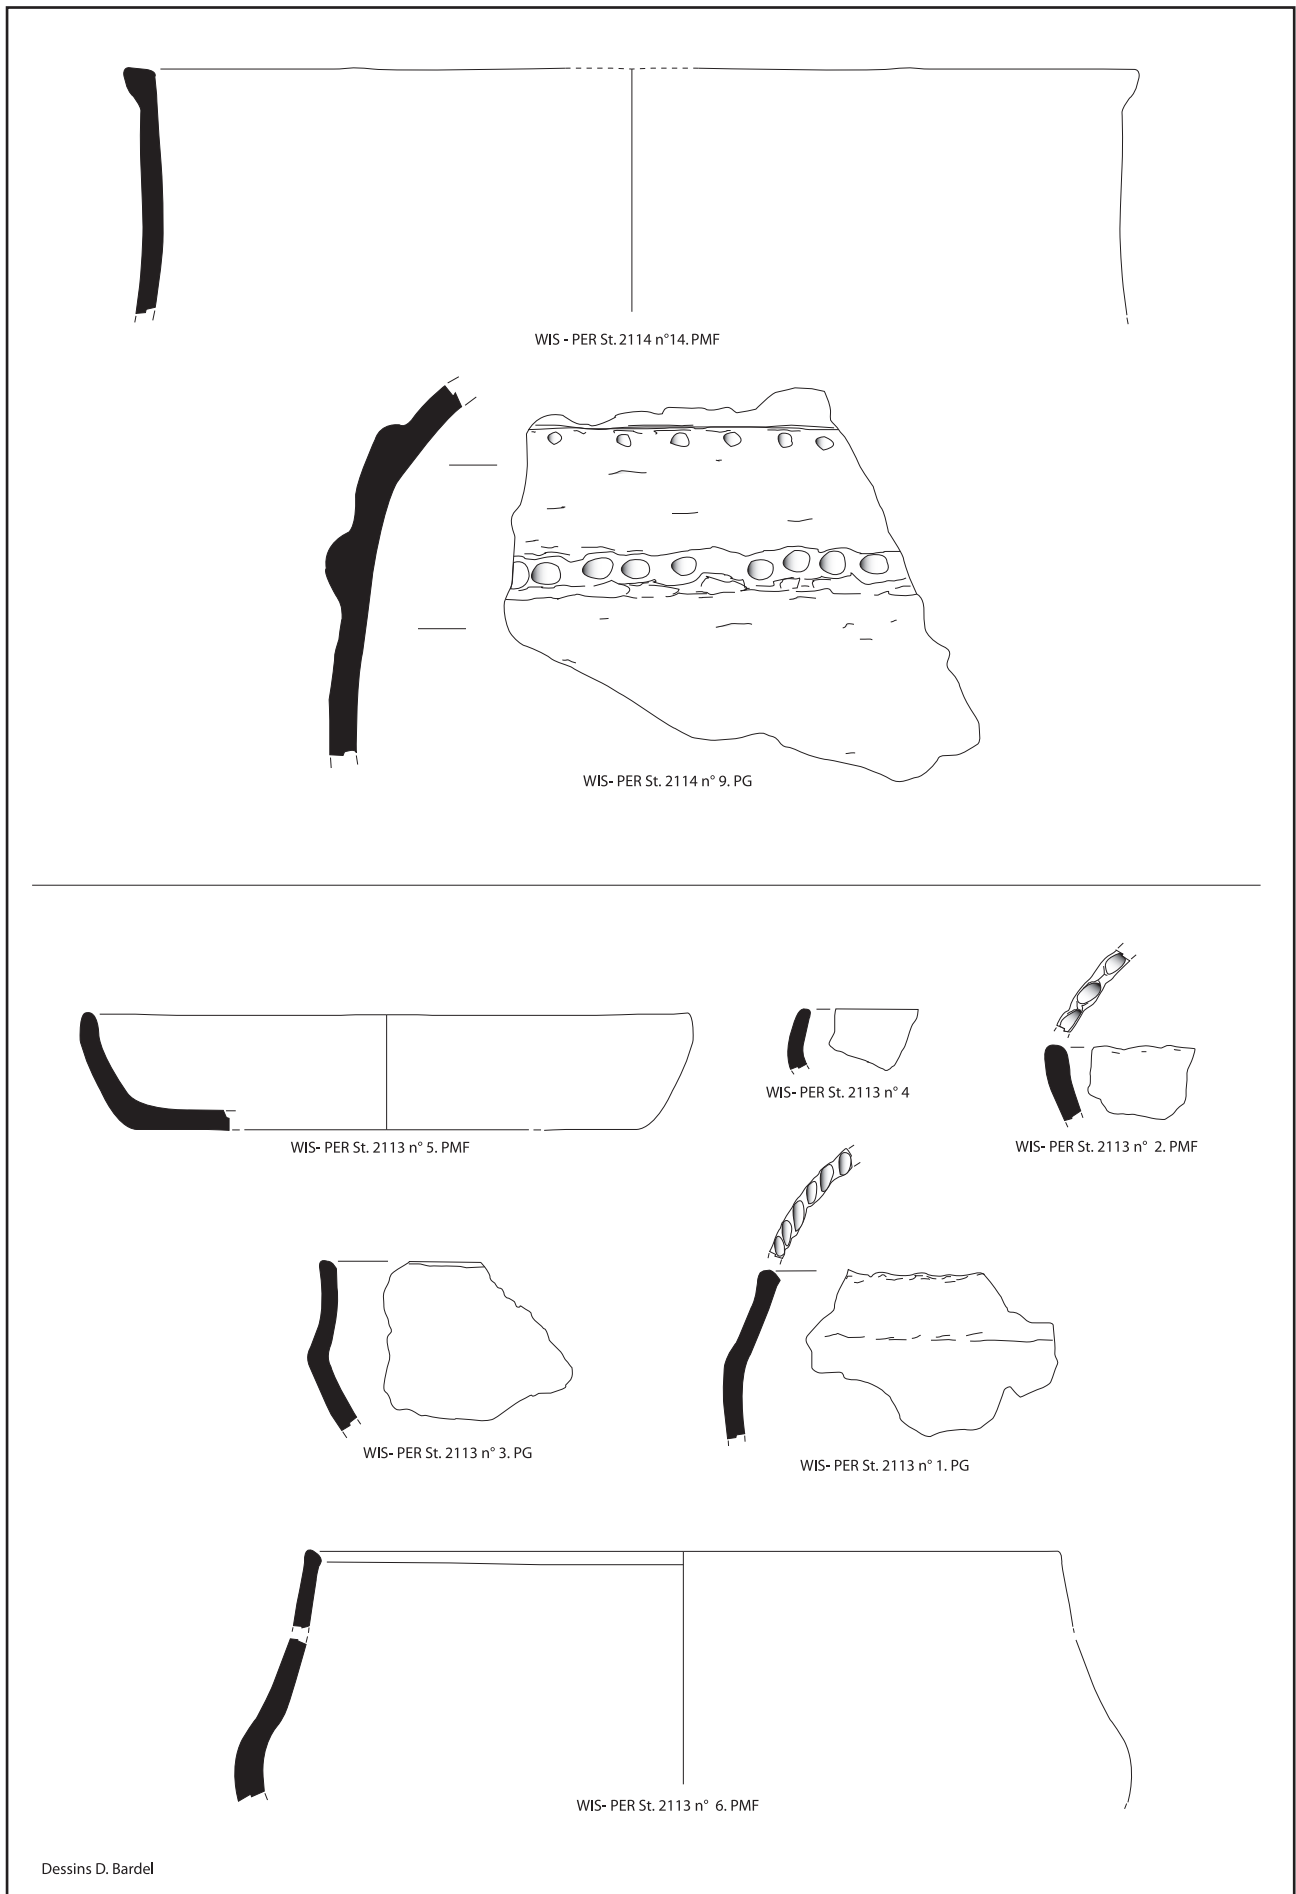 WIS - PER St. 2114 n°14. PMF
WIS- PER St. 2114 n° 9. PG
WIS- PER St. 2113 n° 4
WIS- PER St. 2113 n° 5. PMF
WIS- PER St. 2113 n° 2. PMF
WIS- PER St. 2113 n° 3. PG
WIS- PER St. 2113 n° 1. PG
WIS- PER St. 2113 n° 6. PMF
Dessins D. Bardel